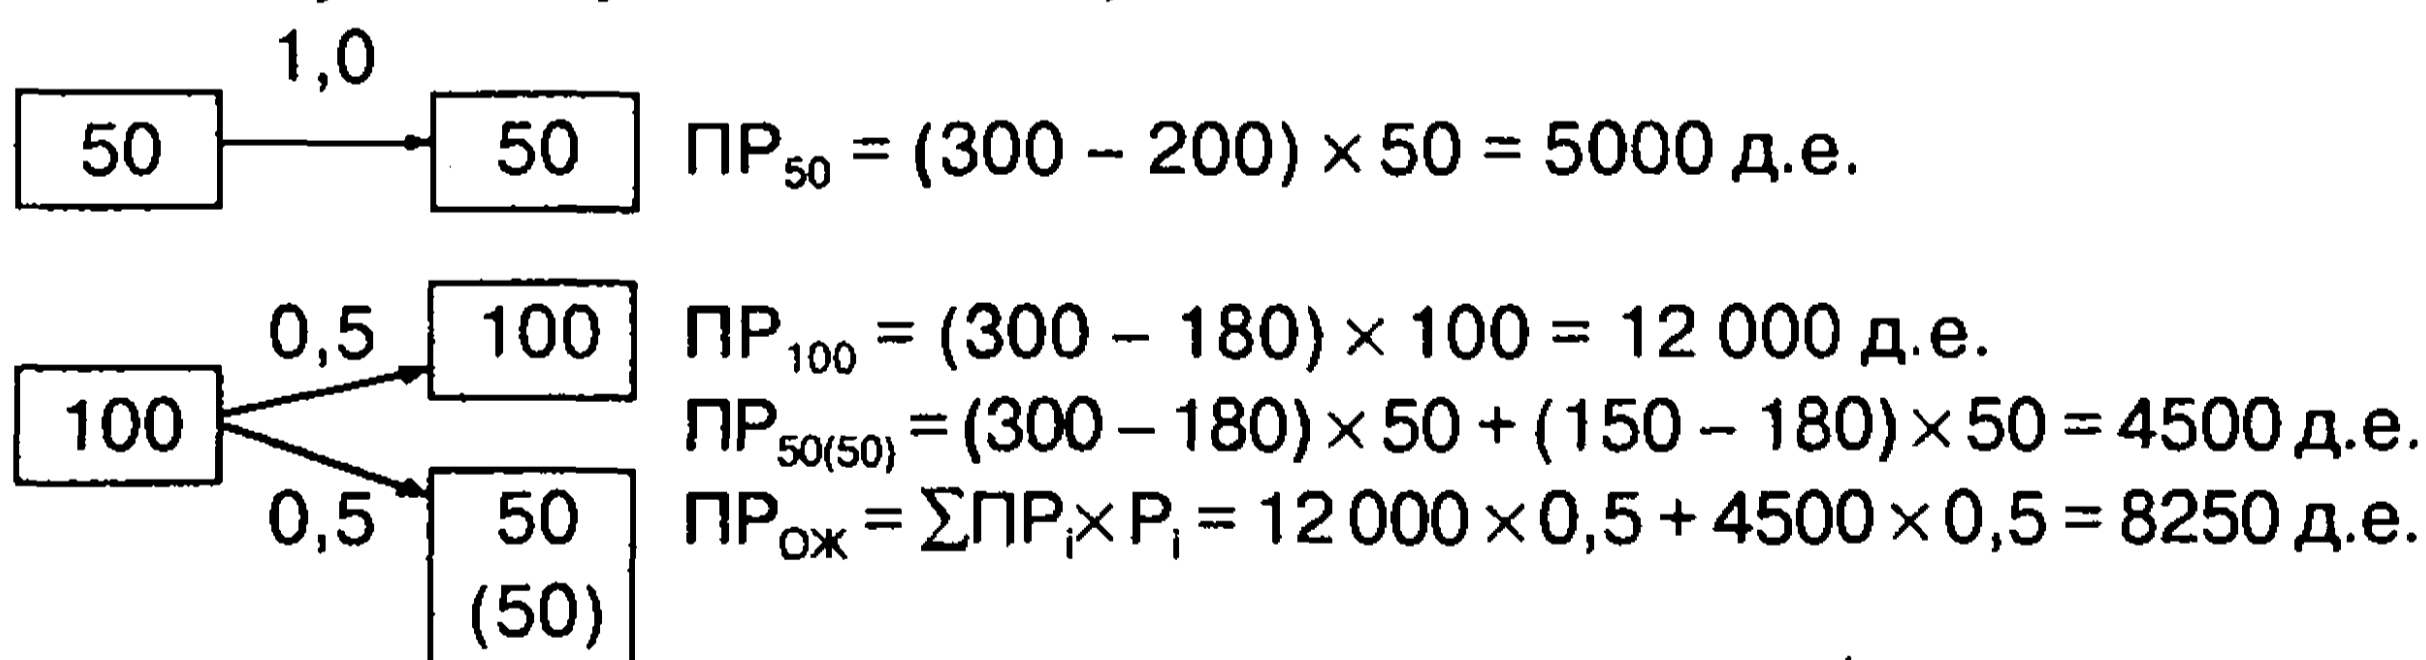 1,0
50 50 ПР₅₀ = (300 – 200) × 50 = 5000 д.е.
0,5 100 ПР₁₀₀ = (300 – 180) × 100 = 12 000 д.е.
100 ПР₅₀₍₅₀₎ = (300 – 180) × 50 + (150 – 180) × 50 = 4500 д.е.
0,5 50 ПРож = ∑ПРᵢ× Pᵢ = 12 000 × 0,5 + 4500 × 0,5 = 8250 д.е.
(50)